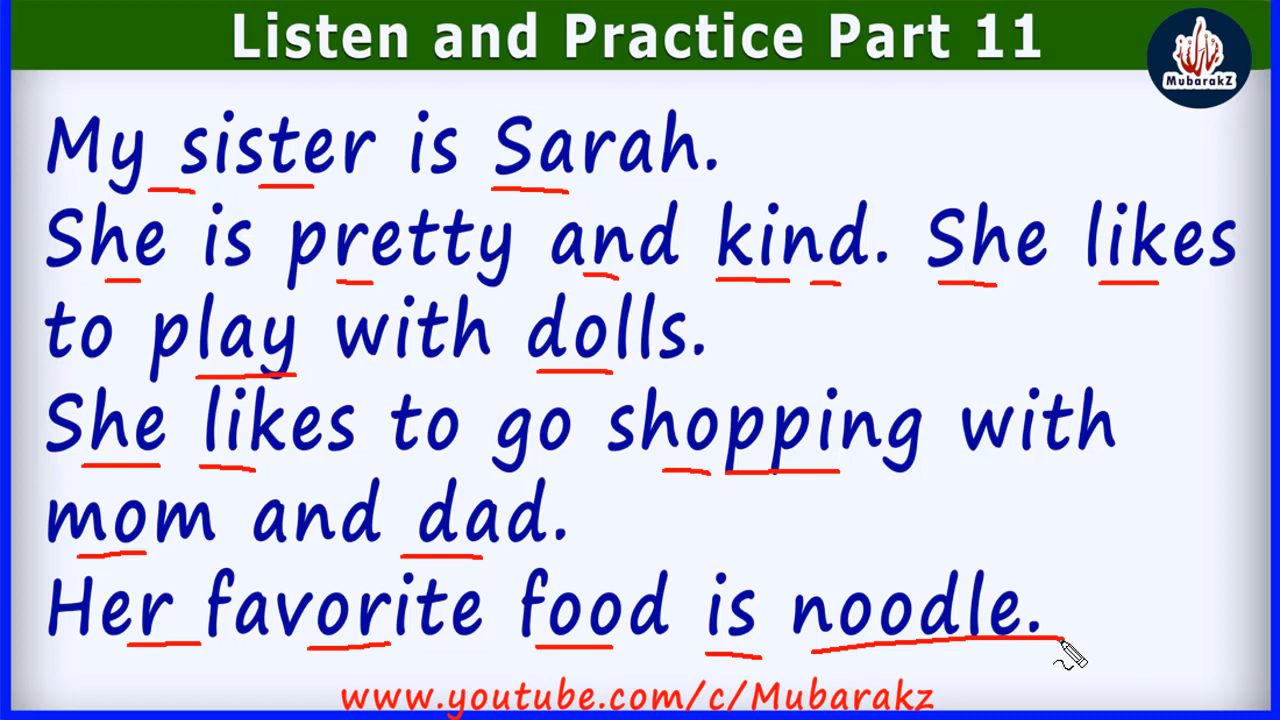 Listen and Practice Part 11
MubarakZ
My sister is Sarah.
She is pretty and kind. She likes
to play with dolls.
She likes to go shopping with
mom and dad.
Her favorite food is noodle.
www.youtube.com/c/Mubarakz